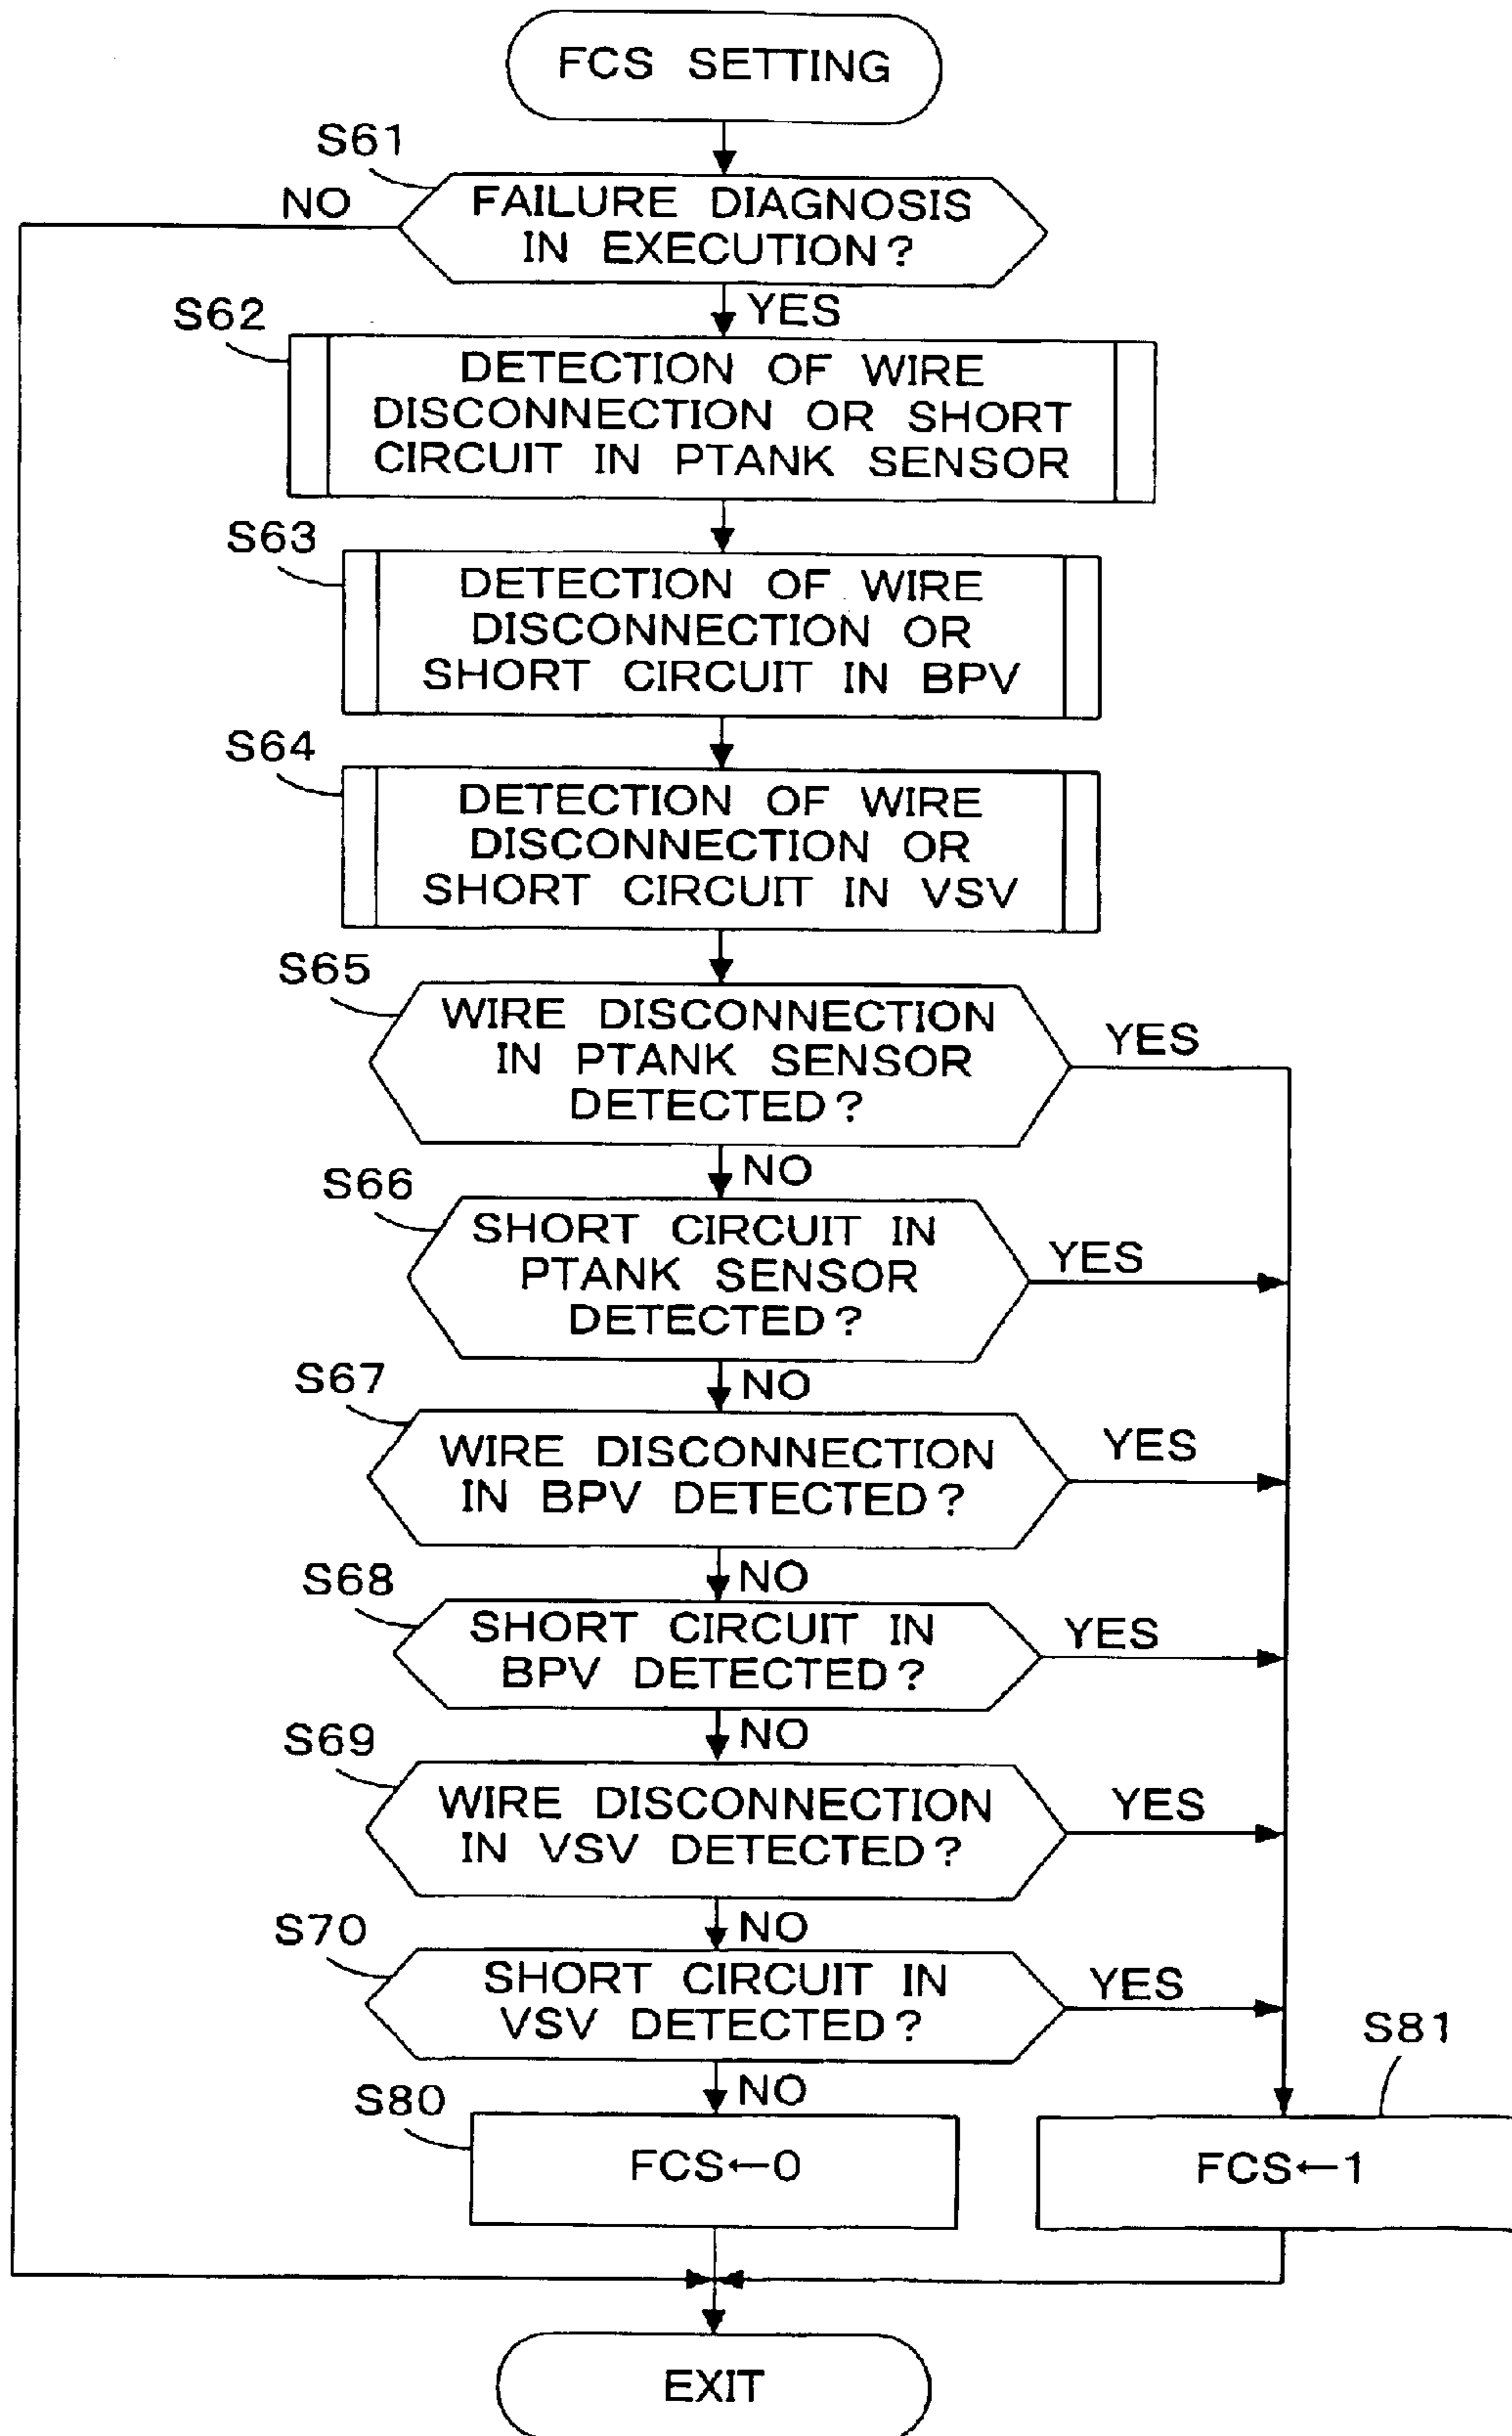 FCS SETTING
S61
NO
FAILURE DIAGNOSIS
IN EXECUTION?
YES
S62
DETECTION OF WIRE
DISCONNECTION OR SHORT
CIRCUIT IN PTANK SENSOR
S63
DETECTION OF WIRE
DISCONNECTION OR
SHORT CIRCUIT IN BPV
S64
DETECTION OF WIRE
DISCONNECTION OR
SHORT CIRCUIT IN VSV
S65
WIRE DISCONNECTION
IN PTANK SENSOR
DETECTED?
YES
NO
S66
SHORT CIRCUIT IN
PTANK SENSOR
DETECTED?
YES
NO
S67
WIRE DISCONNECTION
IN BPV DETECTED?
YES
NO
S68
SHORT CIRCUIT IN
BPV DETECTED?
YES
NO
S69
WIRE DISCONNECTION
IN VSV DETECTED?
YES
NO
S70
SHORT CIRCUIT IN
VSV DETECTED?
YES
NO
S80
FCS←0
S81
FCS←1
EXIT